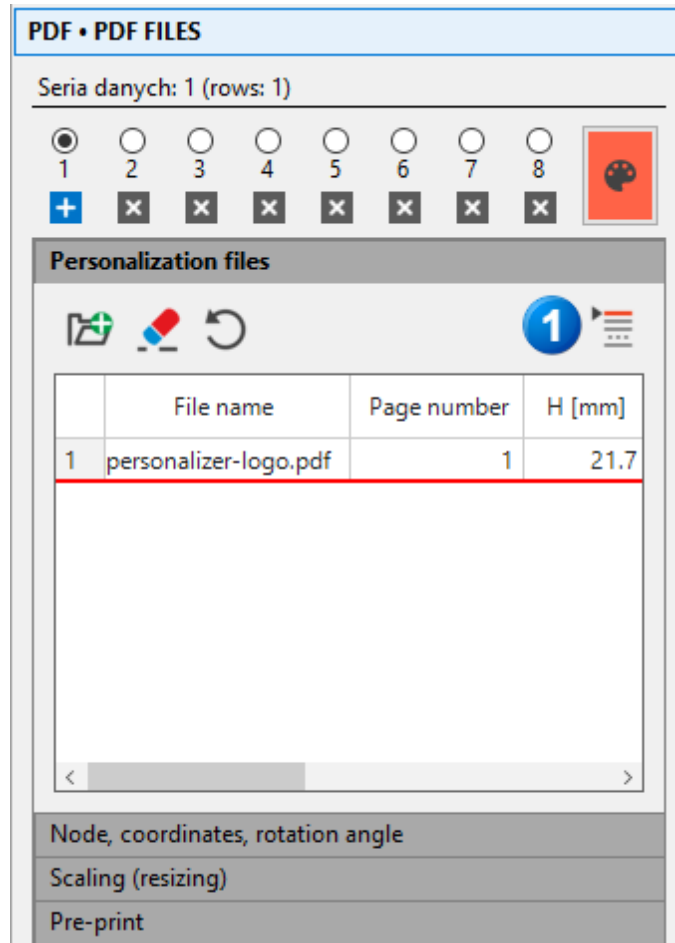 PDF • PDF FILES
Seria danych: 1 (rows: 1)
1 2 3 4 5 6 7 8
Personalization files
1
File name Page number H [mm]
1 personalizer-logo.pdf 1 21.7
Node, coordinates, rotation angle
Scaling (resizing)
Pre-print